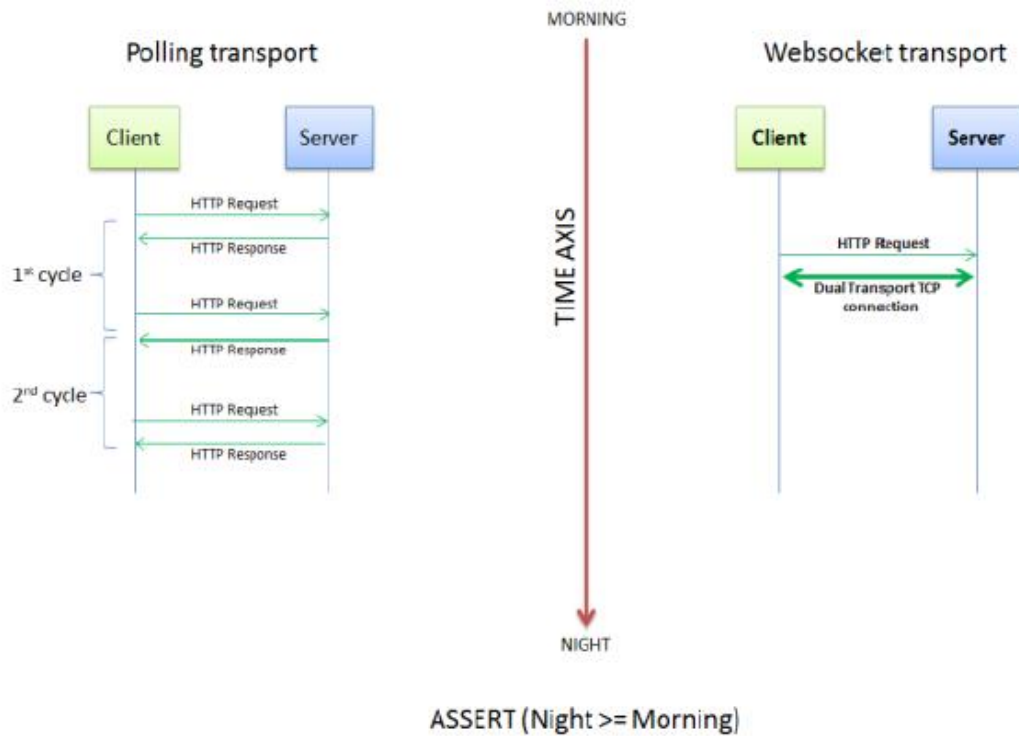 MORNING
Polling transport
Websocket transport
Client
Server
Client
Server
HTTP Request
HTTP Response
1st cycle
HTTP Request
HTTP Response
2nd cycle
HTTP Request
HTTP Response
TIME AXIS
HTTP Request
Dual Transport TCP
connection
NIGHT
ASSERT (Night >= Morning)